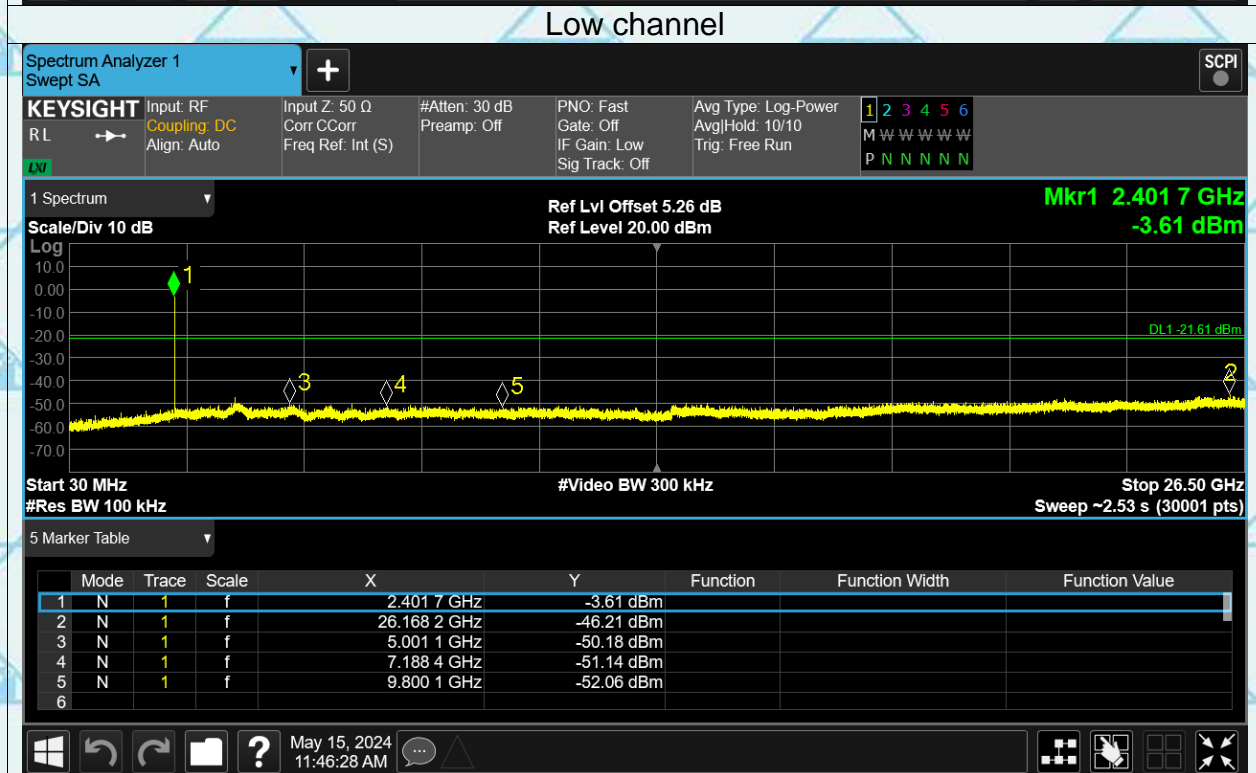 Low channel
Spectrum Analyzer 1
Swept SA
+
SCPI
KEYSIGHT Input: RF Input Z: 50 Ω #Atten: 30 dB PNO: Fast Avg Type: Log-Power 1 2 3 4 5 6
RL Coupling: DC Corr CCorr Preamp: Off Gate: Off Avg|Hold: 10/10 M W W W W W
Align: Auto Freq Ref: Int (S) IF Gain: Low Trig: Free Run
LXI Sig Track: Off P N N N N N
1 Spectrum Ref Lvl Offset 5.26 dB Mkr1 2.401 7 GHz
Scale/Div 10 dB Ref Level 20.00 dBm -3.61 dBm
Log
10.0
1
0.00
-10.0
-20.0
DL1 -21.61 dBm
-30.0
-40.0
3
4
5
2
-50.0
-60.0
-70.0
Start 30 MHz #Video BW 300 kHz Stop 26.50 GHz
#Res BW 100 kHz Sweep ~2.53 s (30001 pts)
5 Marker Table
Mode Trace Scale X Y Function Function Width Function Value
1 N 1 f 2.401 7 GHz -3.61 dBm
2 N 1 f 26.168 2 GHz -46.21 dBm
3 N 1 f 5.001 1 GHz -50.18 dBm
4 N 1 f 7.188 4 GHz -51.14 dBm
5 N 1 f 9.800 1 GHz -52.06 dBm
6
? May 15, 2024
11:46:28 AM